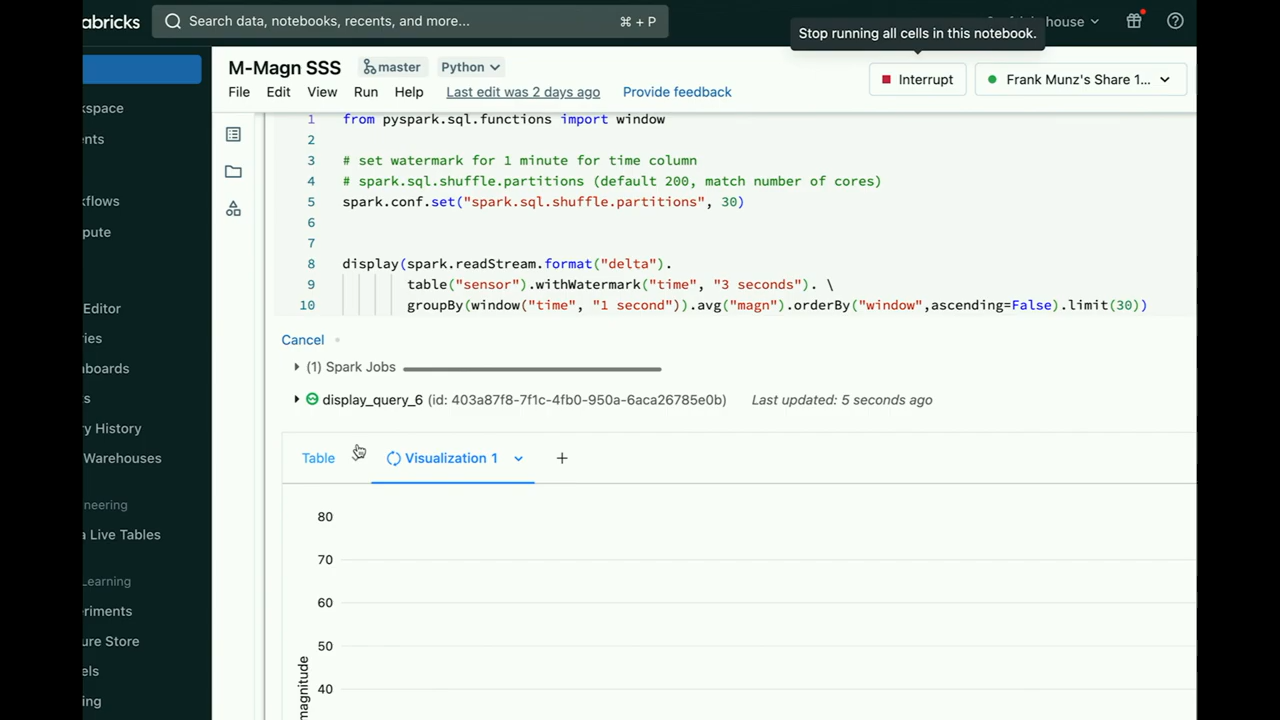 abricks
Search data, notebooks, recents, and more...
⌘ + P
house
Stop running all cells in this notebook.
M-Magn SSS
master
Python
Interrupt
Frank Munz's Share 1...
File
Edit
View
Run
Help
Last edit was 2 days ago
Provide feedback
kspace
ents
kflows
pute
Editor
ries
boards
ts
ry History
Warehouses
neering
a Live Tables
Learning
eriments
ure Store
els
ing
1 from pyspark.sql.functions import window
2
3 # set watermark for 1 minute for time column
4 # spark.sql.shuffle.partitions (default 200, match number of cores)
5 spark.conf.set("spark.sql.shuffle.partitions", 30)
6
7
8 display(spark.readStream.format("delta").
9 table("sensor").withWatermark("time", "3 seconds"). \
10 groupBy(window("time", "1 second")).avg("magn").orderBy("window",ascending=False).limit(30))
Cancel
(1) Spark Jobs
display_query_6 (id: 403a87f8-7f1c-4fb0-950a-6aca26785e0b) Last updated: 5 seconds ago
Table
Visualization 1
+
80
70
60
50
40
magnitude